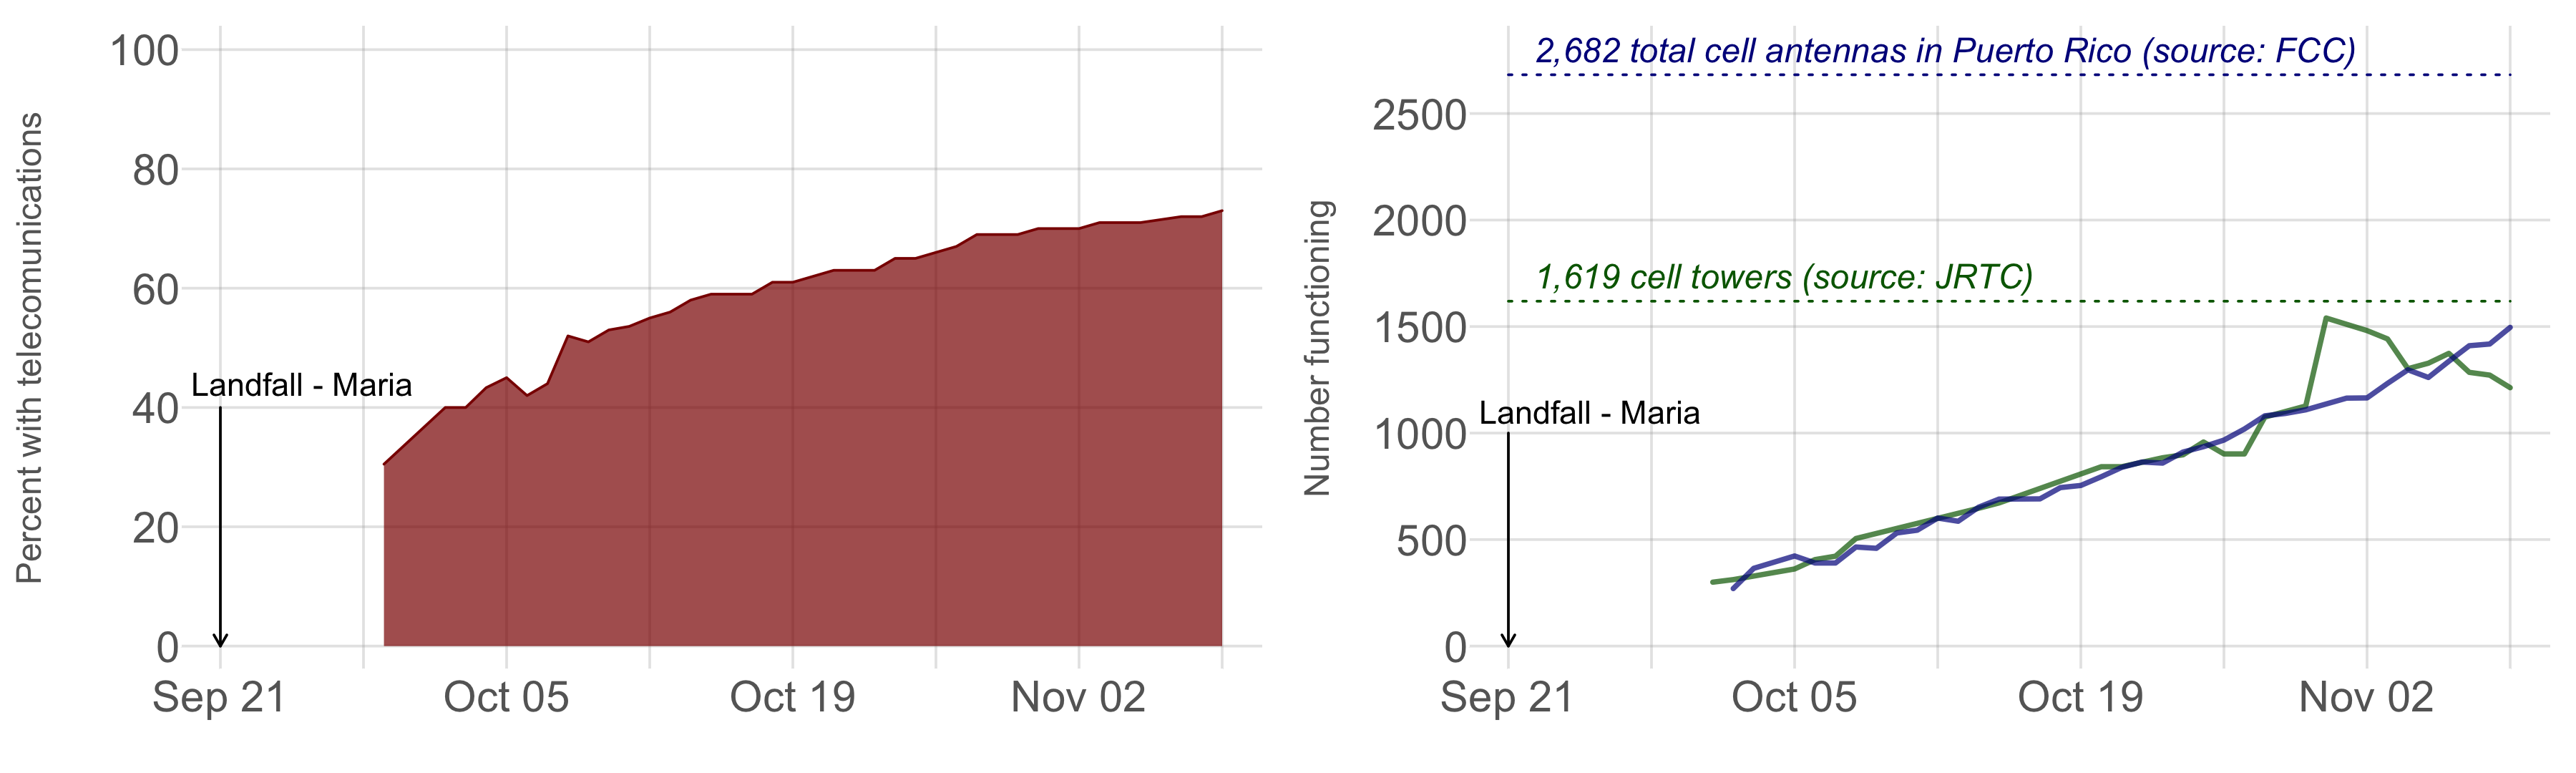 Percent with telecomunications
100
80
60
40
20
0
Landfall - Maria
Sep 21
Oct 05
Oct 19
Nov 02
Number functioning
2500
2000
1500
1000
500
0
2,682 total cell antennas in Puerto Rico (source: FCC)
1,619 cell towers (source: JRTC)
Landfall - Maria
Sep 21
Oct 05
Oct 19
Nov 02